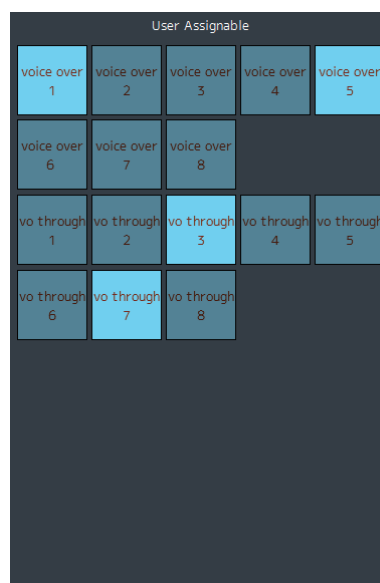 User Assignable
voice over
1
voice over
2
voice over
3
voice over
4
voice over
5
voice over
6
voice over
7
voice over
8
vo through
1
vo through
2
vo through
3
vo through
4
vo through
5
vo through
6
vo through
7
vo through
8